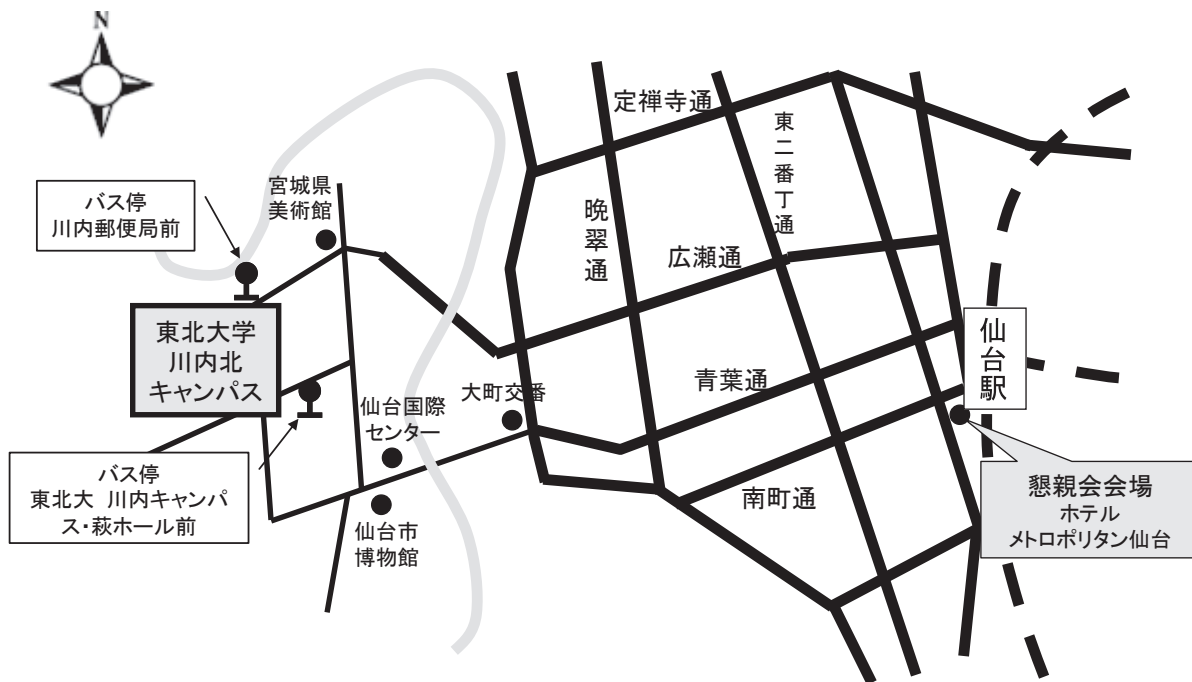 N
定禅寺通
東二番丁通
宮城県
美術館
バス停
川内郵便局前
晩翠通
広瀬通
東北大学
川内北
キャンパス
仙台駅
青葉通
大町交番
仙台国際
センター
バス停
東北大 川内キャンパ
ス・萩ホール前
南町通
仙台市
博物館
懇親会会場
ホテル
メトロポリタン仙台